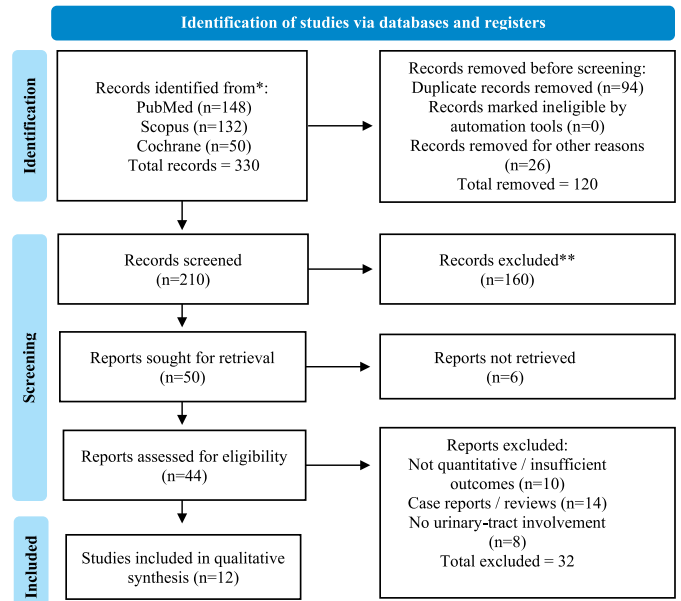 Identification of studies via databases and registers
Identification
Records identified from*:
PubMed (n=148)
Scopus (n=132)
Cochrane (n=50)
Total records = 330
Records removed before screening:
Duplicate records removed (n=94)
Records marked ineligible by
automation tools (n=0)
Records removed for other reasons
(n=26)
Total removed = 120
Screening
Records screened
(n=210)
Records excluded**
(n=160)
Reports sought for retrieval
(n=50)
Reports not retrieved
(n=6)
Reports assessed for eligibility
(n=44)
Reports excluded:
Not quantitative / insufficient
outcomes (n=10)
Case reports / reviews (n=14)
No urinary-tract involvement
(n=8)
Total excluded = 32
Included
Studies included in qualitative
synthesis (n=12)